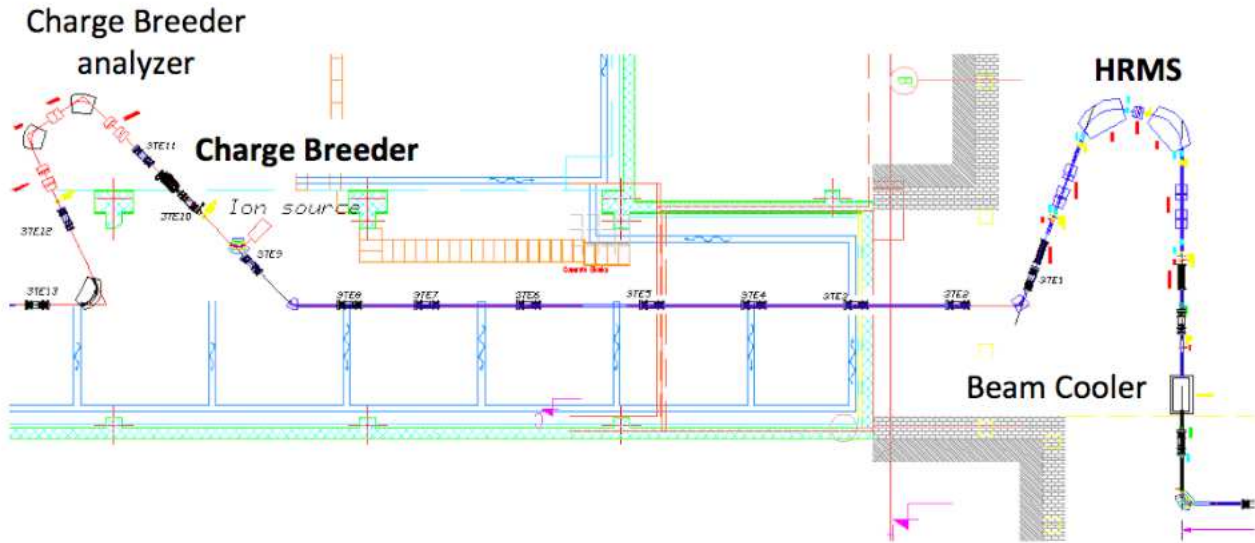 Charge Breeder
analyzer
HRMS
3TE11
Charge Breeder
3TE10
Ion source
3TE12
3TE9
3TE13
3TE8
3TE7
3TE6
3TE5
3TE4
3TE3
3TE2
3TE1
Beam Cooler